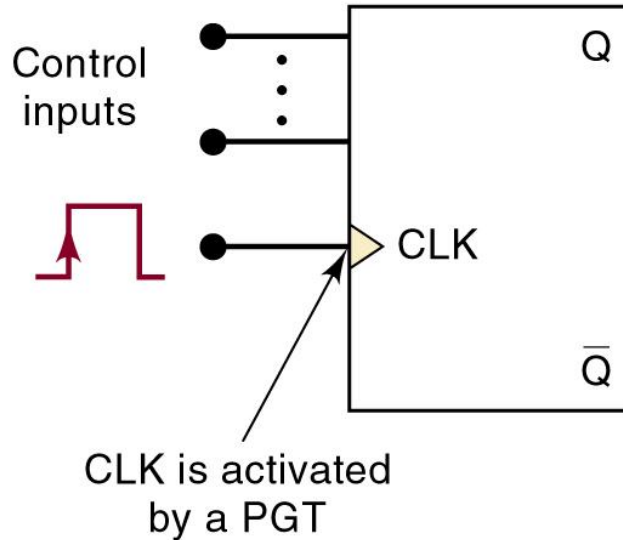 Control
inputs
Q
CLK
Q̅
CLK is activated
by a PGT